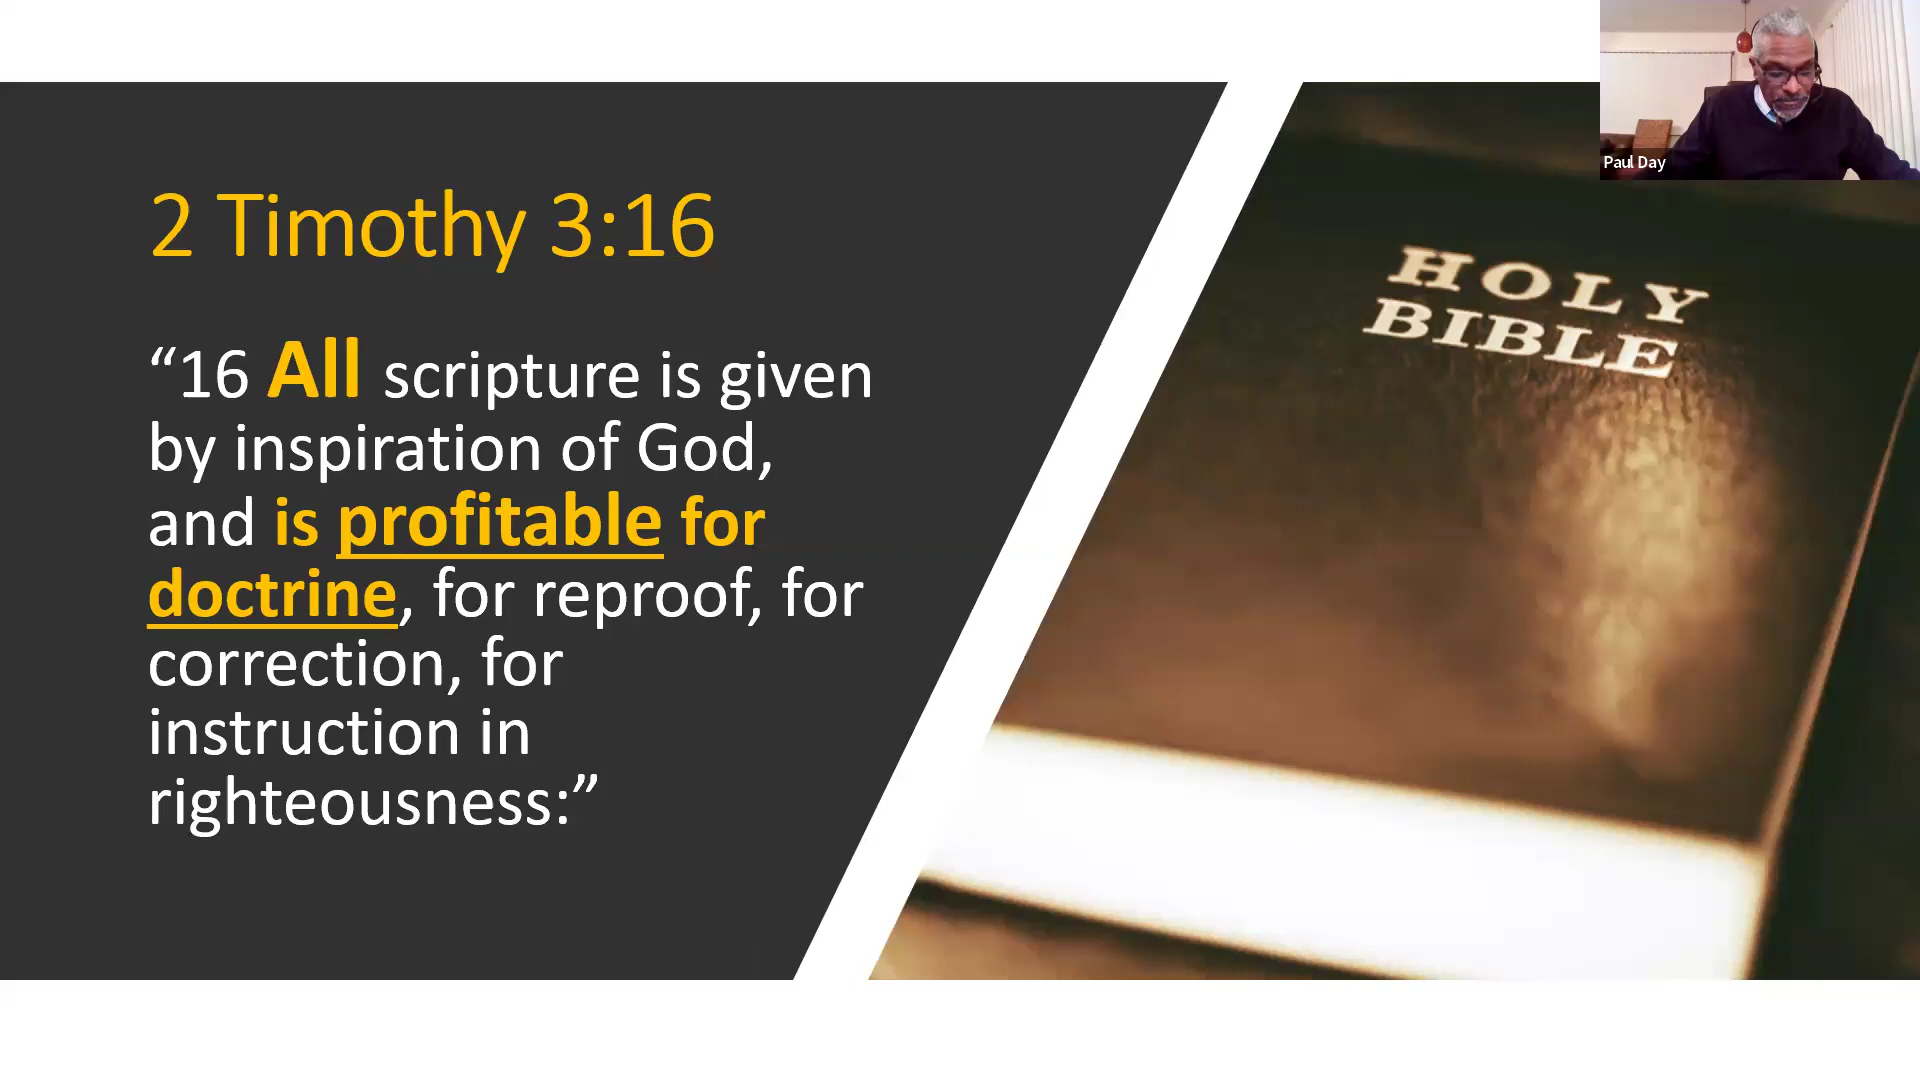 2 Timothy 3:16
“16 All scripture is given
by inspiration of God,
and is profitable for
doctrine, for reproof, for
correction, for
instruction in
righteousness:”
HOLY
BIBLE
Paul Day